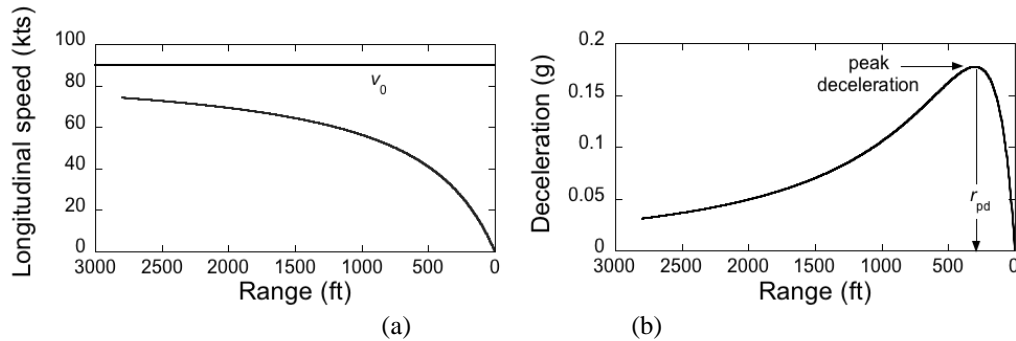 Longitudinal speed (kts)
100
80
60
40
20
0
v0
3000 2500 2000 1500 1000 500 0
Range (ft)
(a)
Deceleration (g)
0.2
0.15
0.1
0.05
0
peak
deceleration
rpd
3000 2500 2000 1500 1000 500 0
Range (ft)
(b)